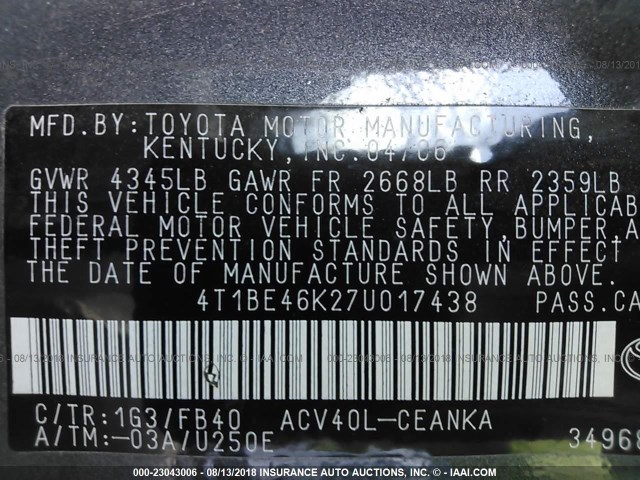 MFD.BY:TOYOTA MOTOR MANUFACTURING,
KENTUCKY, INC. 04/06
GVWR 4345LB GAWR FR 2668LB RR 2359LB
THIS VEHICLE CONFORMS TO ALL APPLICAB
FEDERAL MOTOR VEHICLE SAFETY, BUMPER, A
THEFT PREVENTION STANDARDS IN EFFECT
THE DATE OF MANUFACTURE SHOWN ABOVE.
4T1BE46K27U017438 PASS.CA
C/TR:1G3/FB40 ACV40L-CEANKA
A/TM:-03A/U250E 34968
000-23043006 - 08/13/2018 INSURANCE AUTO AUCTIONS, INC. - IAAI.COM